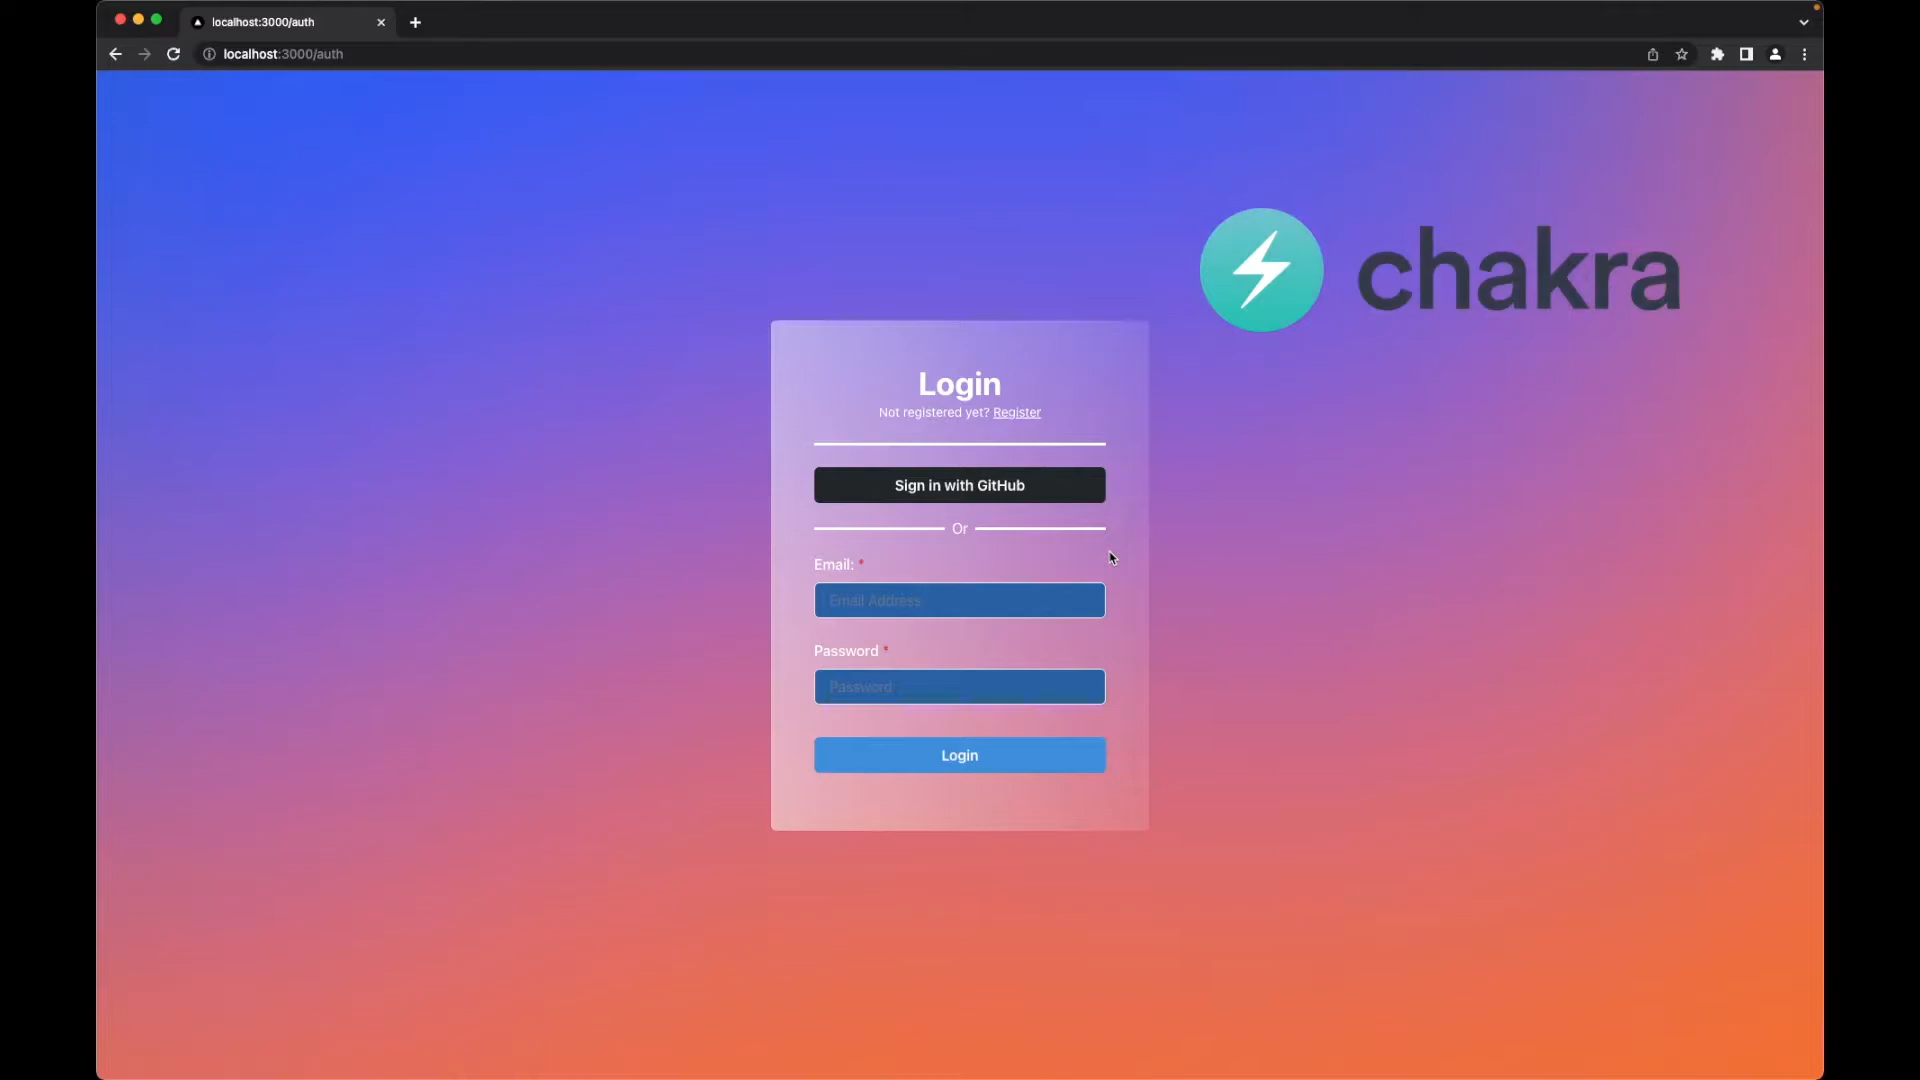 localhost:3000/auth
localhost:3000/auth
chakra
Login
Not registered yet? Register
Sign in with GitHub
Or
Email: *
Email Address
Password *
Password
Login